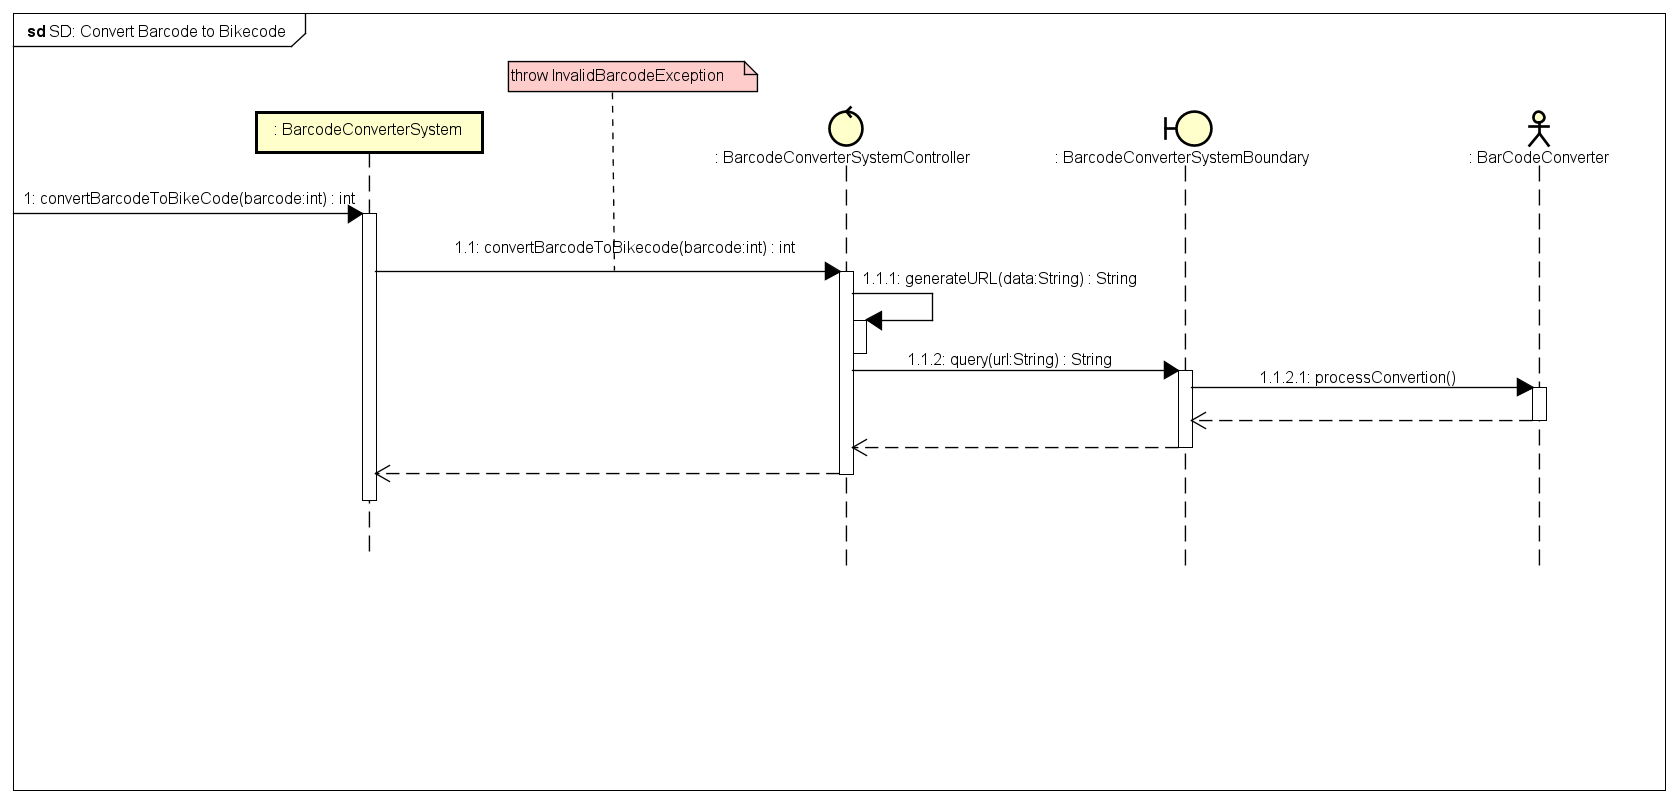 sd SD: Convert Barcode to Bikecode
throw InvalidBarcodeException
: BarcodeConverterSystem
: BarcodeConverterSystemController
: BarcodeConverterSystemBoundary
: BarCodeConverter
1: convertBarcodeToBikeCode(barcode:int) : int
1.1: convertBarcodeToBikecode(barcode:int) : int
1.1.1: generateURL(data:String) : String
1.1.2: query(url:String) : String
1.1.2.1: processConvertion()